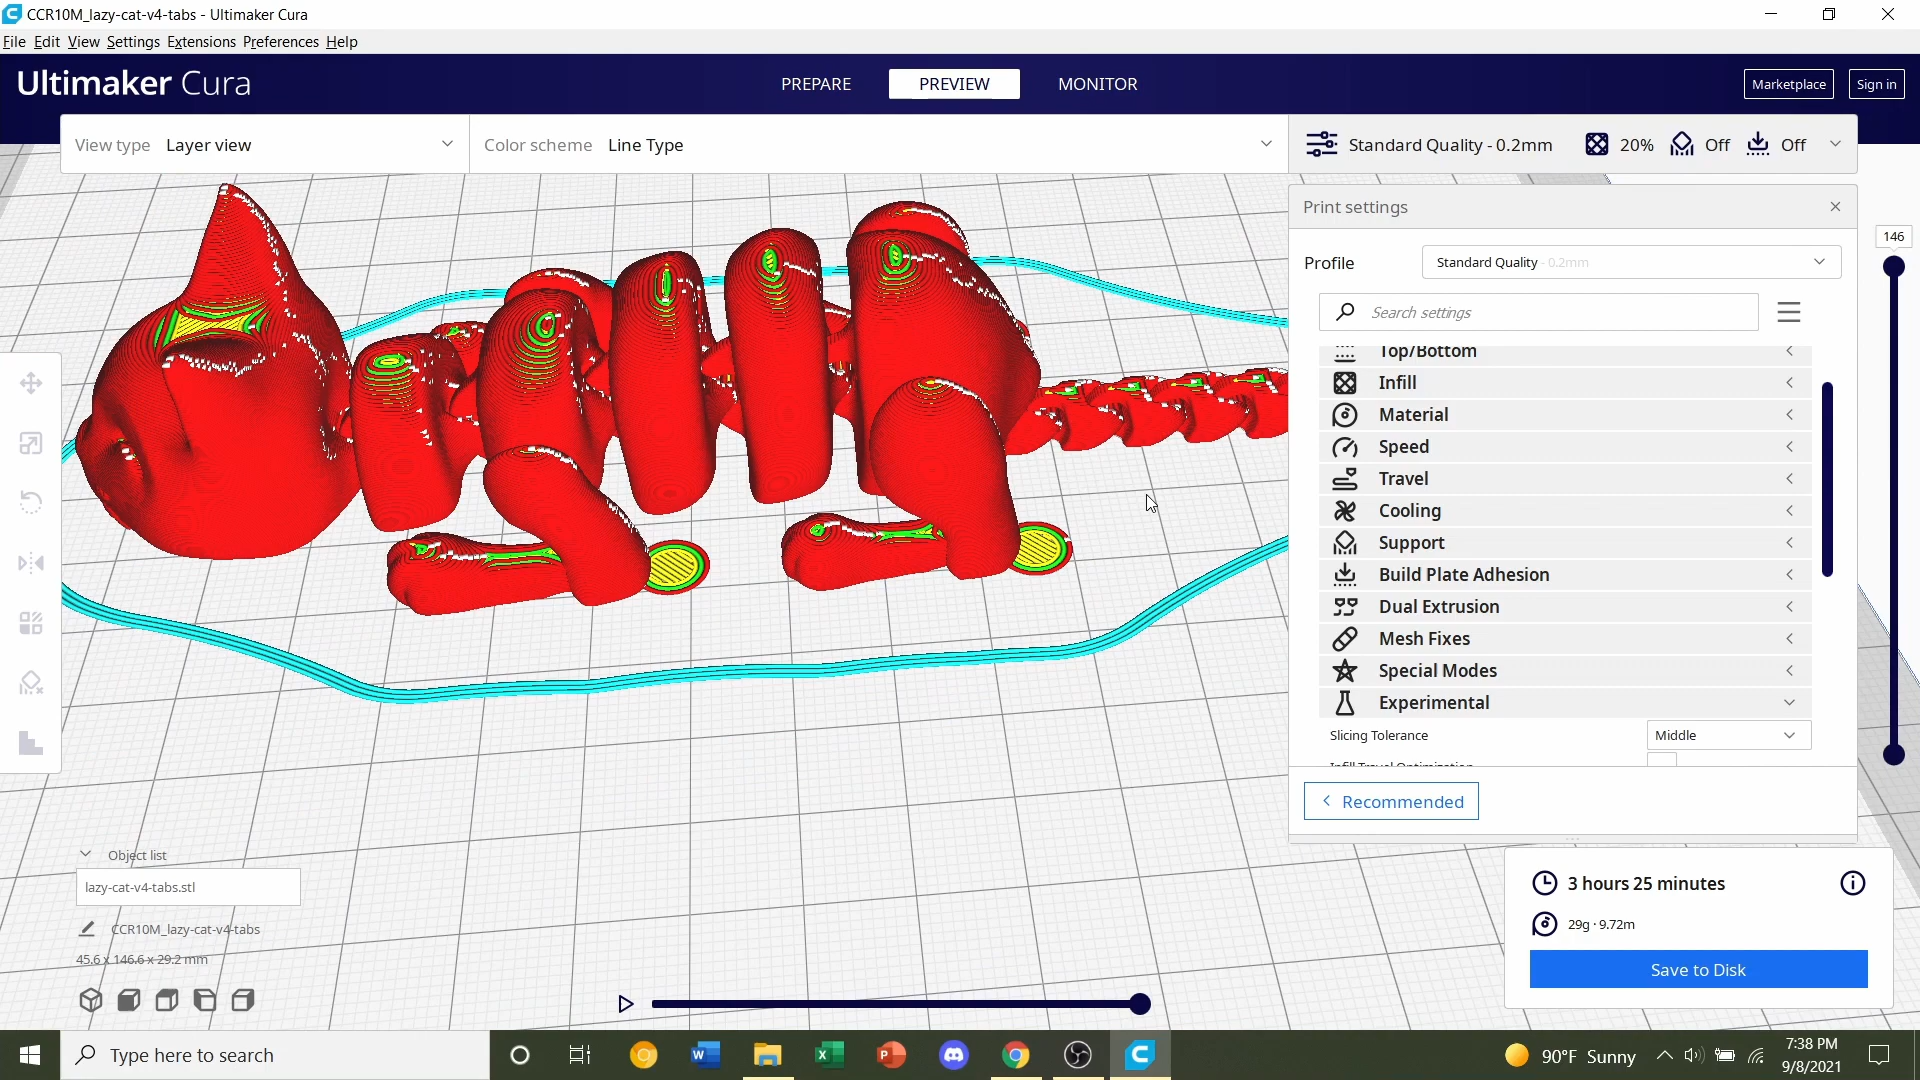 CCR10M_lazy-cat-v4-tabs - Ultimaker Cura
File Edit View Settings Extensions Preferences Help
Ultimaker Cura
PREPARE
PREVIEW
MONITOR
Marketplace
Sign in
View type Layer view
Color scheme Line Type
Standard Quality - 0.2mm
20%
Off
Off
Print settings
146
Profile
Standard Quality - 0.2mm
Search settings
Top/Bottom
Infill
Material
Speed
Travel
Cooling
Support
Build Plate Adhesion
Dual Extrusion
Mesh Fixes
Special Modes
Experimental
Slicing Tolerance
Middle
Infill Travel Optimization
Recommended
Object list
lazy-cat-v4-tabs.stl
CCR10M_lazy-cat-v4-tabs
45.6 x 146.6 x 29.2 mm
3 hours 25 minutes
29g · 9.72m
Save to Disk
Type here to search
90°F Sunny
7:38 PM
9/8/2021